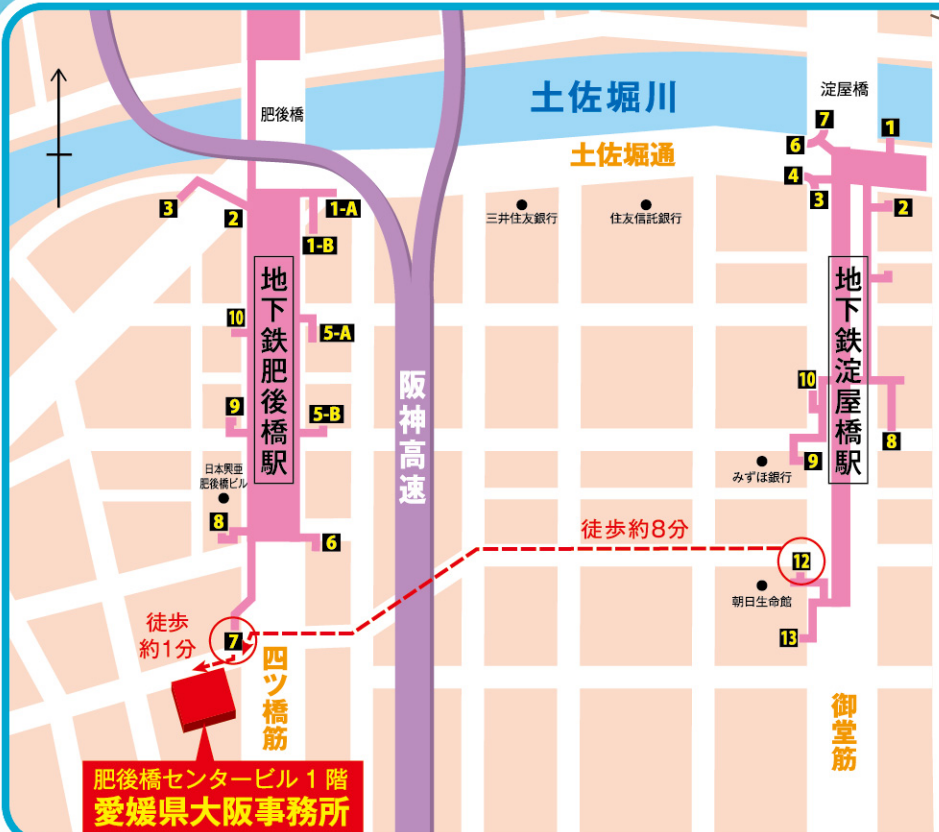 肥後橋
土佐堀川
淀屋橋
土佐堀通
7
1
6
4
3
2
3
2
1-A
1-B
三井住友銀行
住友信託銀行
地下鉄肥後橋駅
地下鉄淀屋橋駅
10
5-A
阪神高速
10
9
5-B
8
9
みずほ銀行
日本興亜
肥後橋ビル
8
6
徒歩約8分
12
朝日生命館
13
徒歩
約1分
7
四ツ橋筋
御堂筋
肥後橋センタービル 1 階
愛媛県大阪事務所